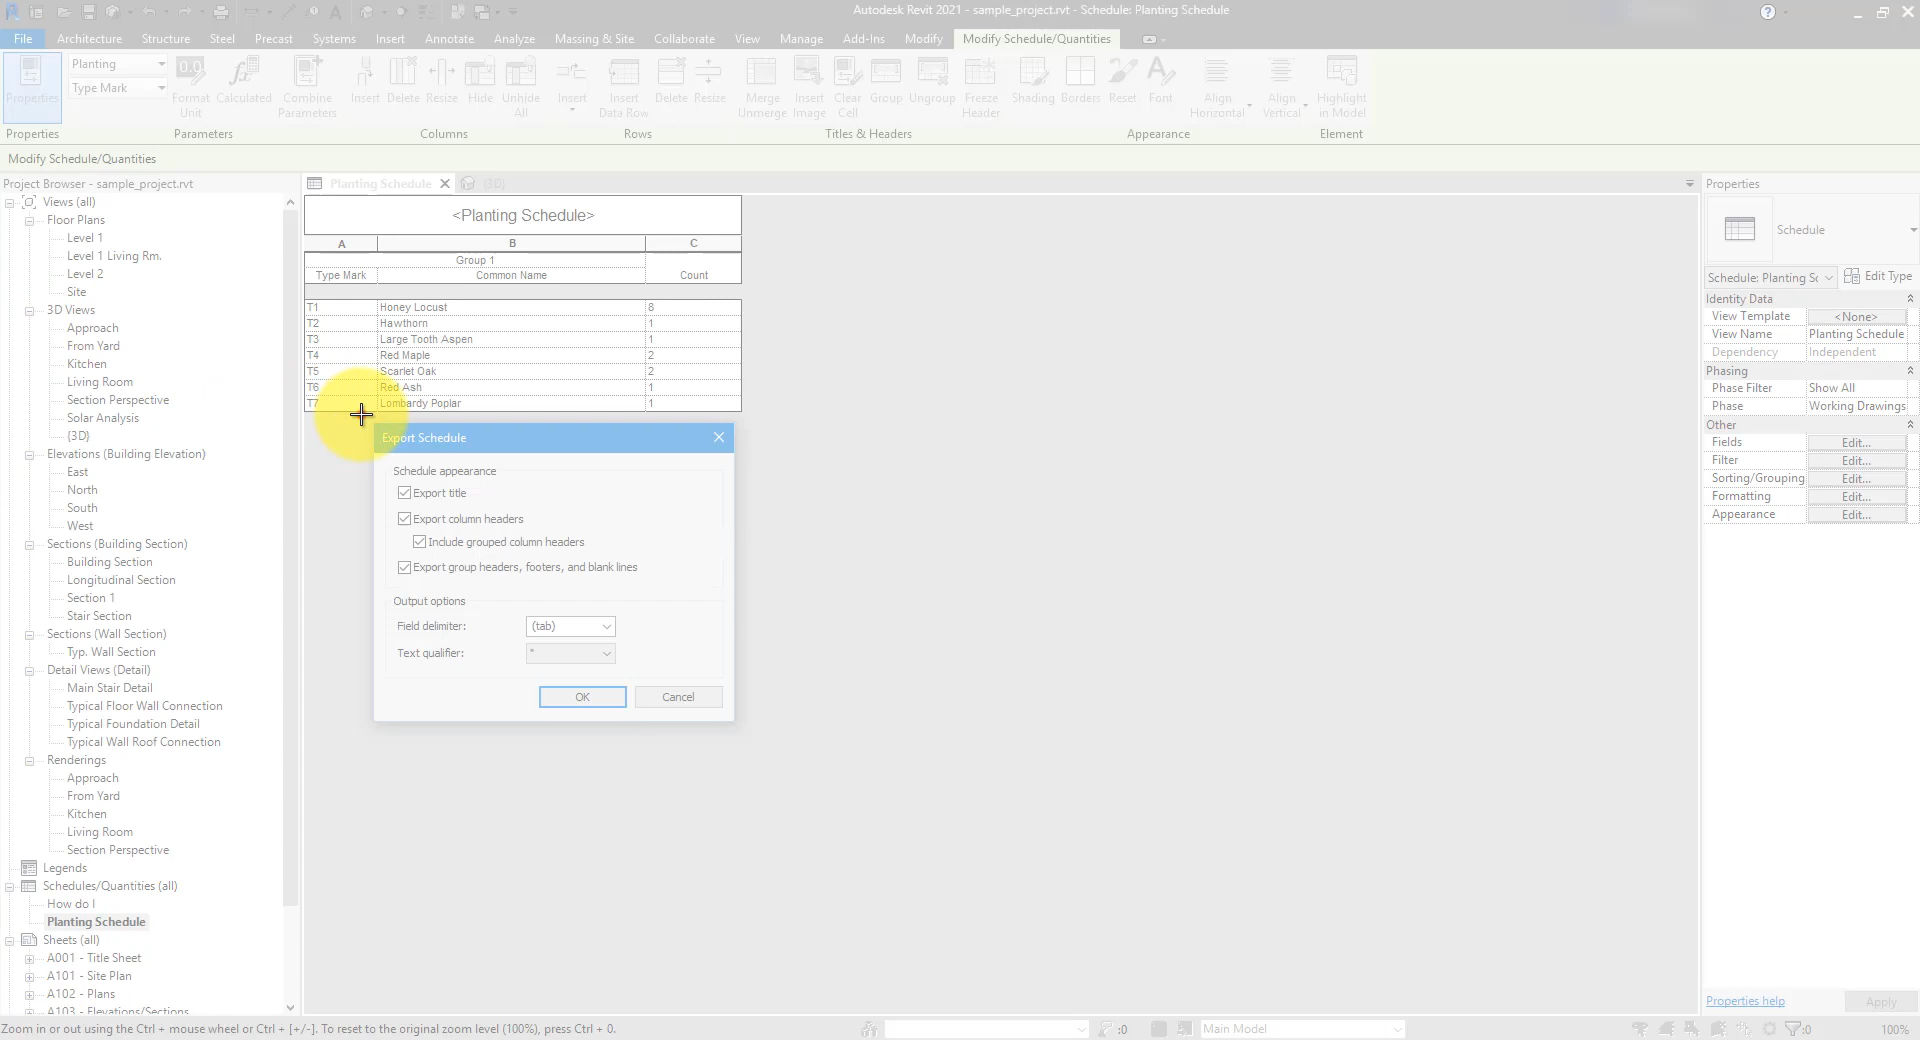 Autodesk Revit 2021 - sample_project.rvt - Schedule: Planting Schedule
File Architecture Structure Steel Precast Systems Insert Annotate Analyze Massing & Site Collaborate View Manage Add-Ins Modify Modify Schedule/Quantities
Properties
Planting
Type Mark
Format Unit
Calculated
Combine Parameters
Insert Delete Resize Hide Unhide All
Insert
Insert Data Row
Delete Resize
Merge Unmerge
Insert Image
Clear Cell
Group Ungroup
Freeze Header
Shading Borders Reset Font
Align Horizontal
Align Vertical
Highlight in Model
Properties Parameters Columns Rows Titles & Headers Appearance Element
Modify Schedule/Quantities
Project Browser - sample_project.rvt
Views (all)
Floor Plans
Level 1
Level 1 Living Rm.
Level 2
Site
3D Views
Approach
From Yard
Kitchen
Living Room
Section Perspective
Solar Analysis
{3D}
Elevations (Building Elevation)
East
North
South
West
Sections (Building Section)
Building Section
Longitudinal Section
Section 1
Stair Section
Sections (Wall Section)
Typ. Wall Section
Detail Views (Detail)
Main Stair Detail
Typical Floor Wall Connection
Typical Foundation Detail
Typical Wall Roof Connection
Renderings
Approach
From Yard
Kitchen
Living Room
Section Perspective
Legends
Schedules/Quantities (all)
How do I
Planting Schedule
Sheets (all)
A001 - Title Sheet
A101 - Site Plan
A102 - Plans
A103 - Elevations/Sections
Planting Schedule {3D}
<Planting Schedule>
A B C
Group 1
Type Mark Common Name Count
T1 Honey Locust 8
T2 Hawthorn 1
T3 Large Tooth Aspen 1
T4 Red Maple 2
T5 Scarlet Oak 2
T6 Red Ash 1
T7 Lombardy Poplar 1
Export Schedule
Schedule appearance
Export title
Export column headers
Include grouped column headers
Export group headers, footers, and blank lines
Output options
Field delimiter: (tab)
Text qualifier: "
OK Cancel
Properties
Schedule
Schedule: Planting Sc Edit Type
Identity Data
View Template <None>
View Name Planting Schedule
Dependency Independent
Phasing
Phase Filter Show All
Phase Working Drawings
Other
Fields Edit...
Filter Edit...
Sorting/Grouping Edit...
Formatting Edit...
Appearance Edit...
Properties help Apply
Zoom in or out using the Ctrl + mouse wheel or Ctrl + [+/-]. To reset to the original zoom level (100%), press Ctrl + 0.
:0 Main Model :0 100%